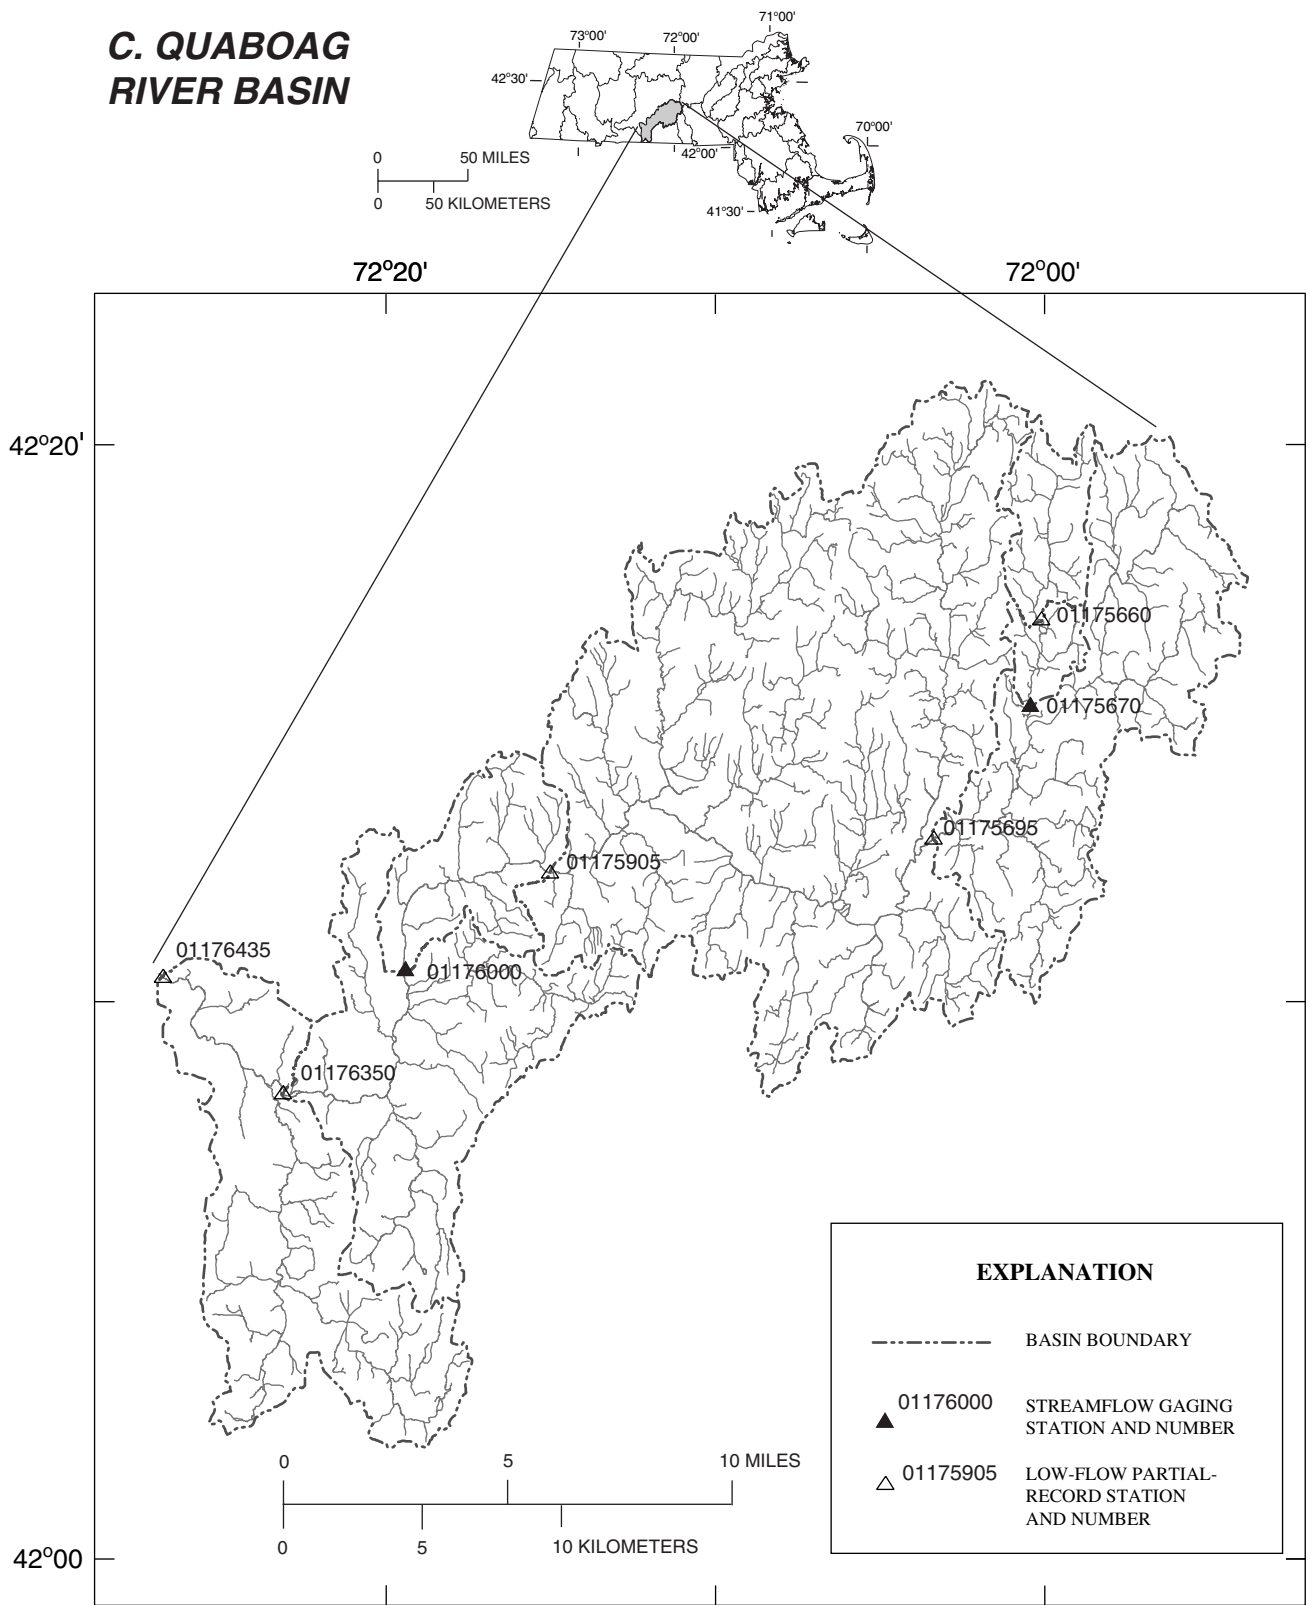 C. QUABOAG
RIVER BASIN
71°00'
73°00'
72°00'
42°30'
70°00'
42°00'
41°30'
0
50 MILES
0
50 KILOMETERS
72°20'
72°00'
42°20'
01175660
01175670
01175695
01175905
01176435
01176000
01176350
EXPLANATION
BASIN BOUNDARY
01176000
STREAMFLOW GAGING
STATION AND NUMBER
01175905
LOW-FLOW PARTIAL-
RECORD STATION
AND NUMBER
0
5
10 MILES
0
5
10 KILOMETERS
42°00